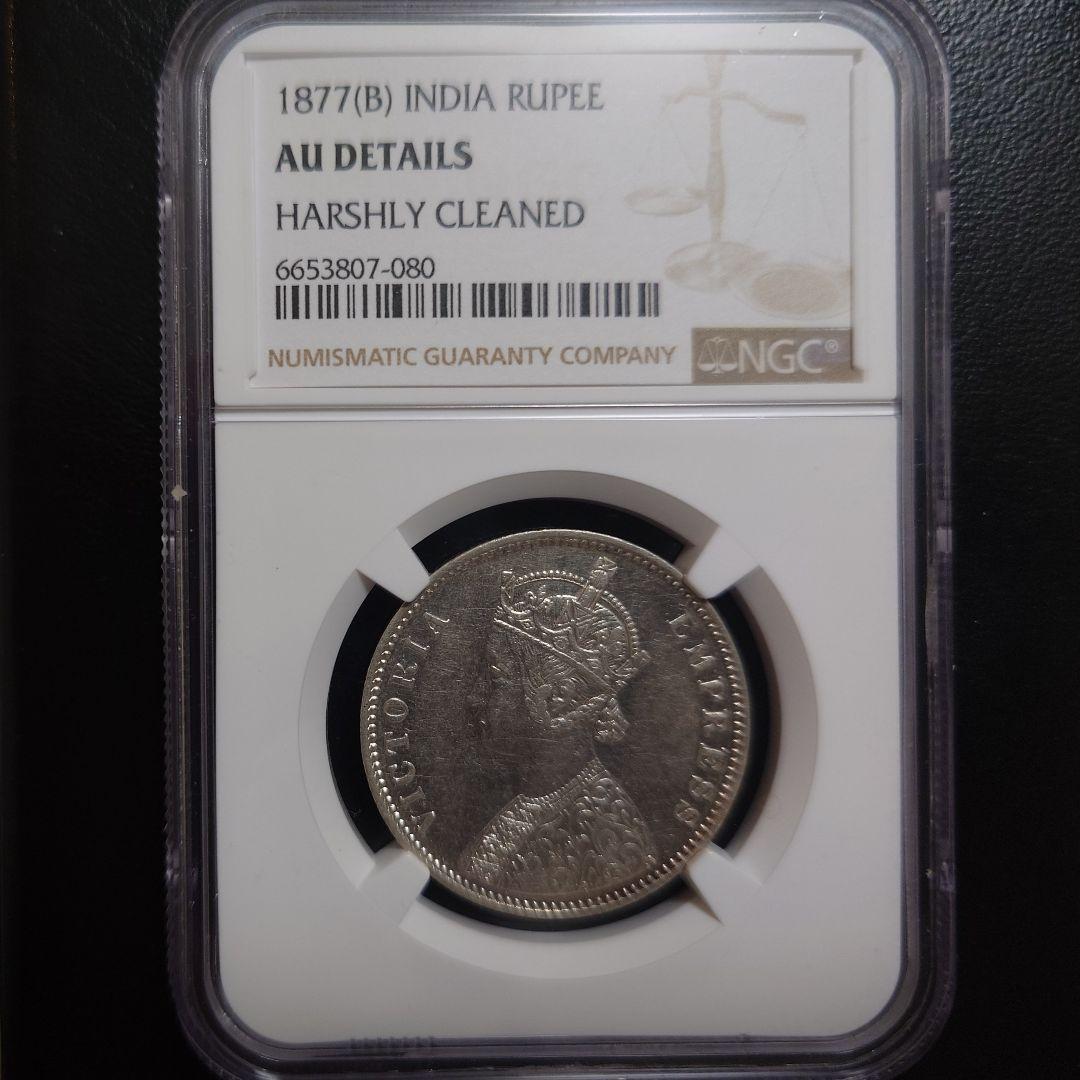 1877(B) INDIA RUPEE
AU DETAILS
HARSHLY CLEANED
6653807-080
NUMISMATIC GUARANTY COMPANY
NGC®
VICTORIA EMPRESS